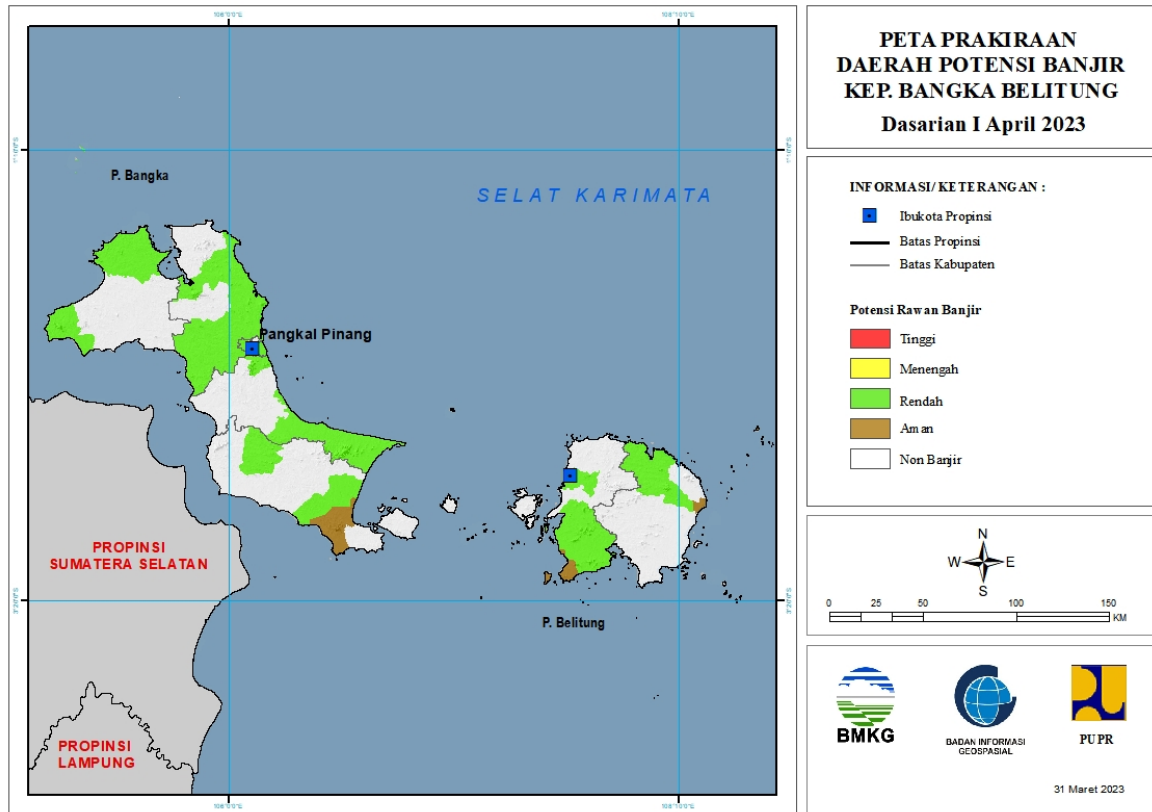 PETA PRAKIRAAN
DAERAH POTENSI BANJIR
KEP. BANGKA BELITUNG
Dasarian I April 2023
P. Bangka
SELAT KARIMATA
Pangkal Pinang
PROPINSI
SUMATERA SELATAN
P. Belitung
PROPINSI
LAMPUNG
INFORMASI/ KETERANGAN :
Ibukota Propinsi
Batas Propinsi
Batas Kabupaten
Potensi Rawan Banjir
Tinggi
Menengah
Rendah
Aman
Non Banjir
N
W E
S
0 25 50 100 150
KM
BMKG
BADAN INFORMASI
GEOSPASIAL
PUPR
31 Maret 2023